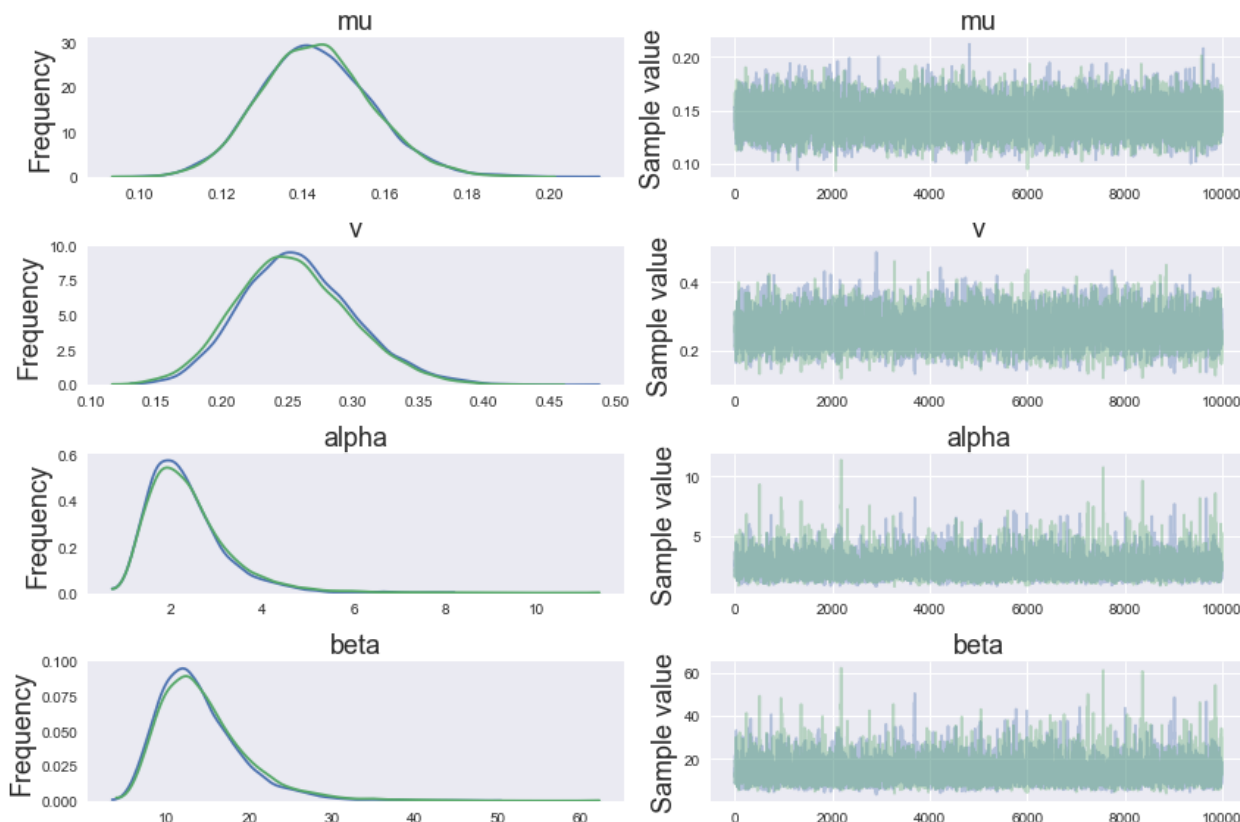 mu
Frequency
30
20
10
0
0.10 0.12 0.14 0.16 0.18 0.20
mu
Sample value
0.20
0.15
0.10
0 2000 4000 6000 8000 10000
v
Frequency
10.0
7.5
5.0
2.5
0.0
0.10 0.15 0.20 0.25 0.30 0.35 0.40 0.45 0.50
v
Sample value
0.4
0.2
0 2000 4000 6000 8000 10000
alpha
Frequency
0.6
0.4
0.2
0.0
2 4 6 8 10
alpha
Sample value
10
5
0 2000 4000 6000 8000 10000
beta
Frequency
0.100
0.075
0.050
0.025
0.000
10 20 30 40 50 60
beta
Sample value
60
40
20
0 2000 4000 6000 8000 10000